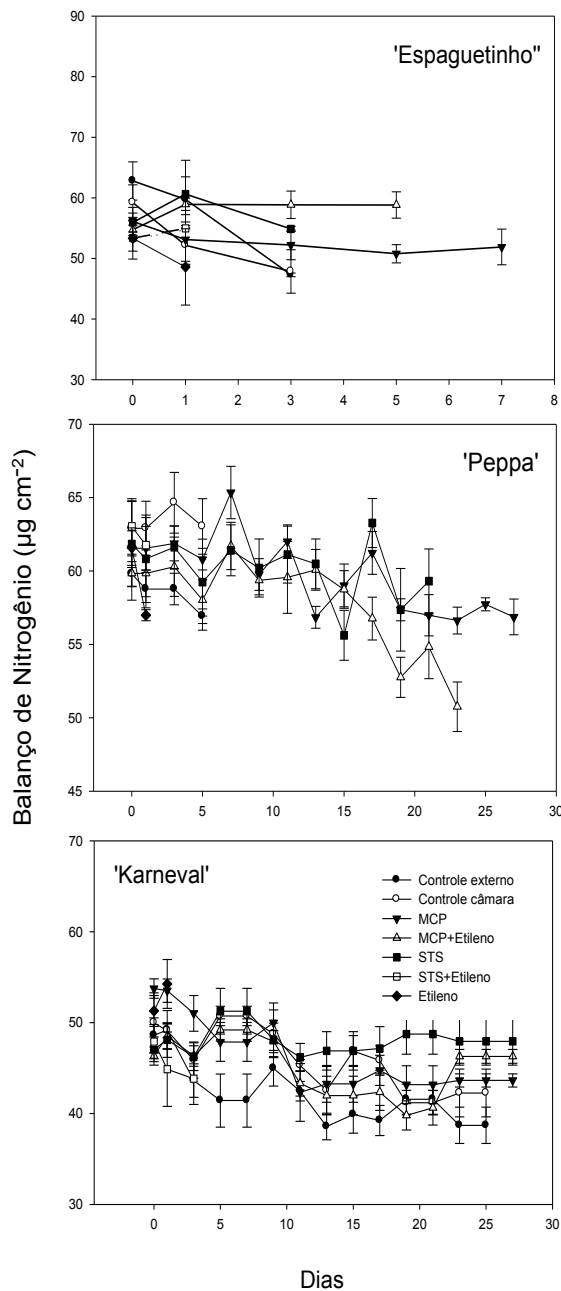 Balanço de Nitrogênio (µg cm⁻²)
'Espaguetinho"
90
80
70
60
50
40
30
0 1 2 3 4 5 6 7 8
'Peppa'
70
65
60
55
50
45
0 5 10 15 20 25 30
'Karneval'
Controle externo
Controle câmara
MCP
MCP+Etileno
STS
STS+Etileno
Etileno
70
50
40
30
0 5 10 15 20 25 30
Dias